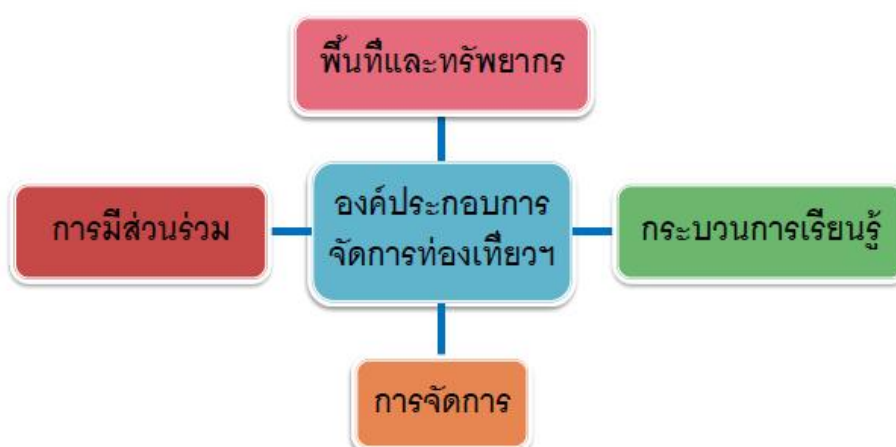 พื้นที่และทรัพยากร
การมีส่วนร่วม
องค์ประกอบการ
จัดการท่องเที่ยวฯ
กระบวนการเรียนรู้
การจัดการ